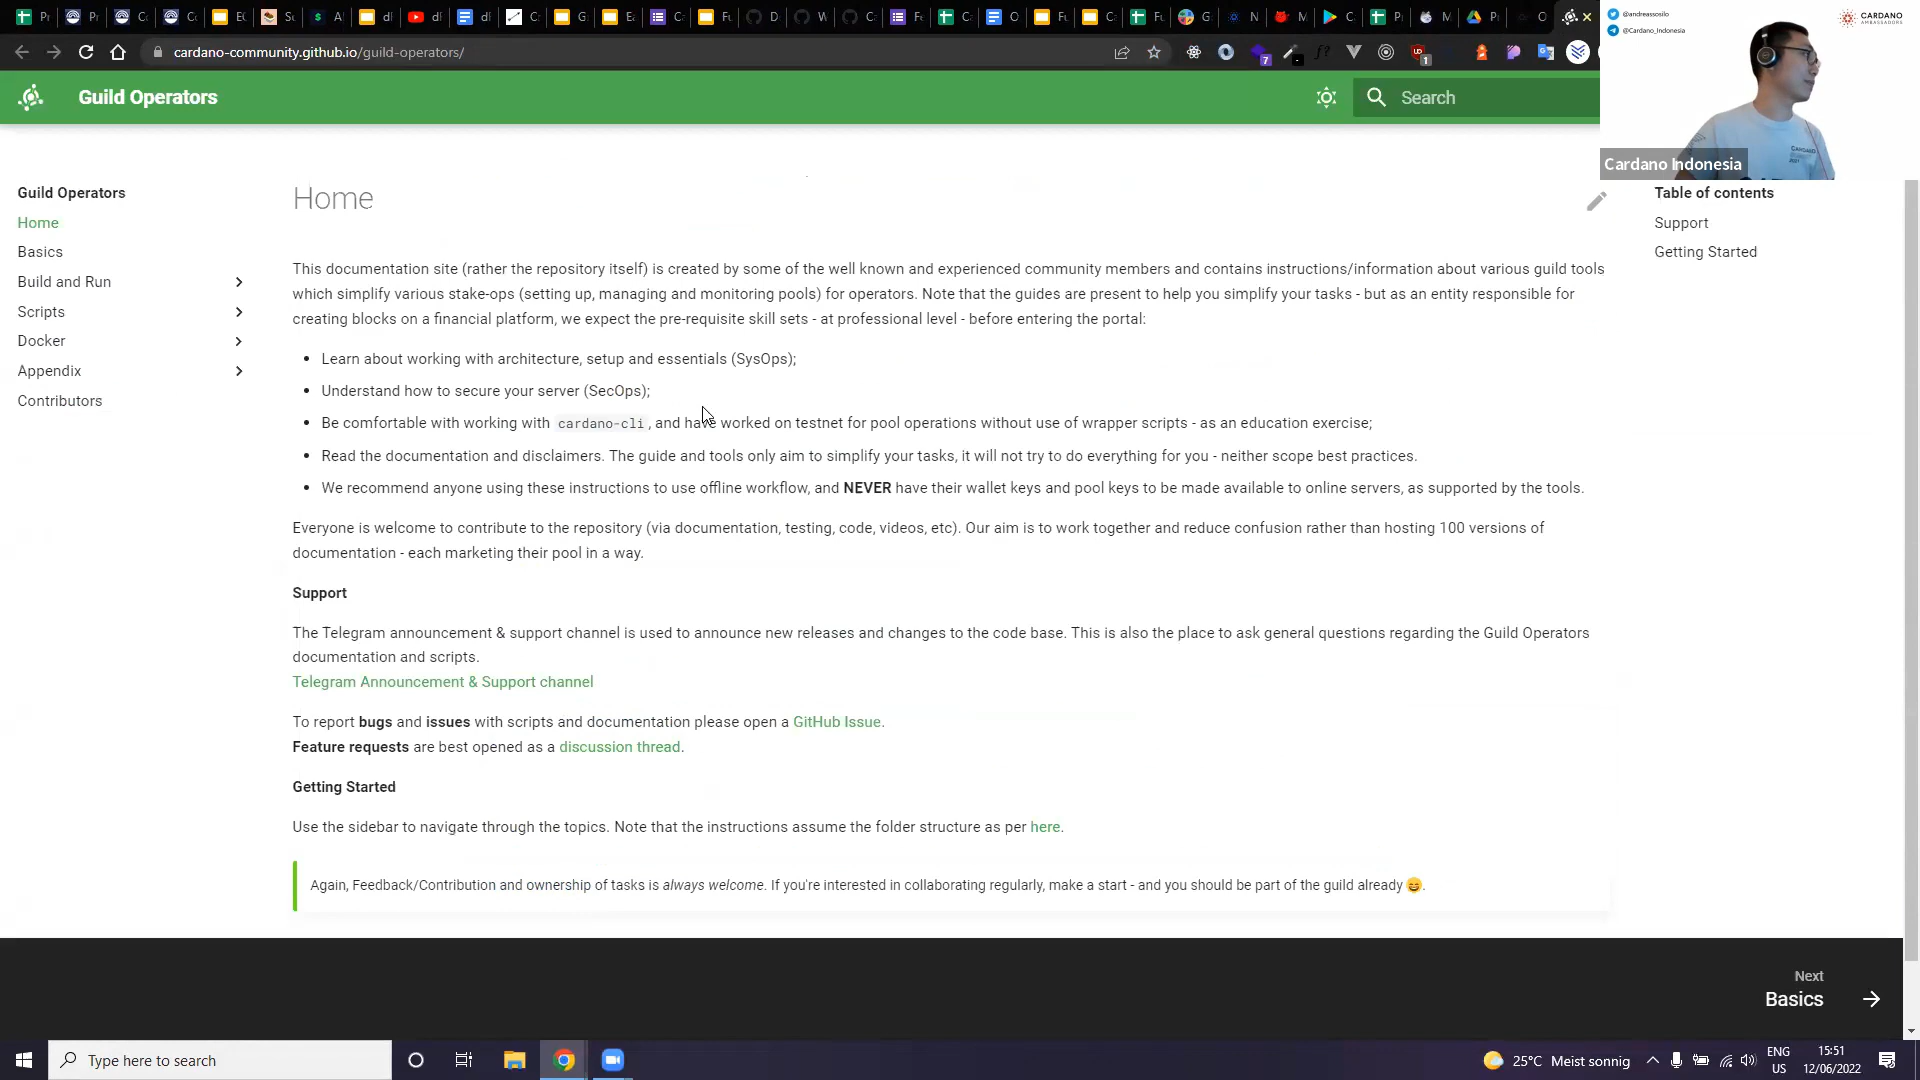 @andreassosilo
@Cardano_Indonesia
CARDANO
AMBASSADORS
cardano-community.github.io/guild-operators/
7
1
Guild Operators
Search
Cardano Indonesia
Guild Operators
Home
Basics
Build and Run
Scripts
Docker
Appendix
Contributors
Home
This documentation site (rather the repository itself) is created by some of the well known and experienced community members and contains instructions/information about various guild tools
which simplify various stake-ops (setting up, managing and monitoring pools) for operators. Note that the guides are present to help you simplify your tasks - but as an entity responsible for
creating blocks on a financial platform, we expect the pre-requisite skill sets - at professional level - before entering the portal:
• Learn about working with architecture, setup and essentials (SysOps);
• Understand how to secure your server (SecOps);
• Be comfortable with working with cardano-cli, and have worked on testnet for pool operations without use of wrapper scripts - as an education exercise;
• Read the documentation and disclaimers. The guide and tools only aim to simplify your tasks, it will not try to do everything for you - neither scope best practices.
• We recommend anyone using these instructions to use offline workflow, and NEVER have their wallet keys and pool keys to be made available to online servers, as supported by the tools.
Everyone is welcome to contribute to the repository (via documentation, testing, code, videos, etc). Our aim is to work together and reduce confusion rather than hosting 100 versions of
documentation - each marketing their pool in a way.
Support
The Telegram announcement & support channel is used to announce new releases and changes to the code base. This is also the place to ask general questions regarding the Guild Operators
documentation and scripts.
Telegram Announcement & Support channel
To report bugs and issues with scripts and documentation please open a GitHub Issue.
Feature requests are best opened as a discussion thread.
Getting Started
Use the sidebar to navigate through the topics. Note that the instructions assume the folder structure as per here.
Again, Feedback/Contribution and ownership of tasks is always welcome. If you're interested in collaborating regularly, make a start - and you should be part of the guild already 😄.
Table of contents
Support
Getting Started
Next
Basics
Type here to search
25°C Meist sonnig
ENG
US
15:51
12/06/2022